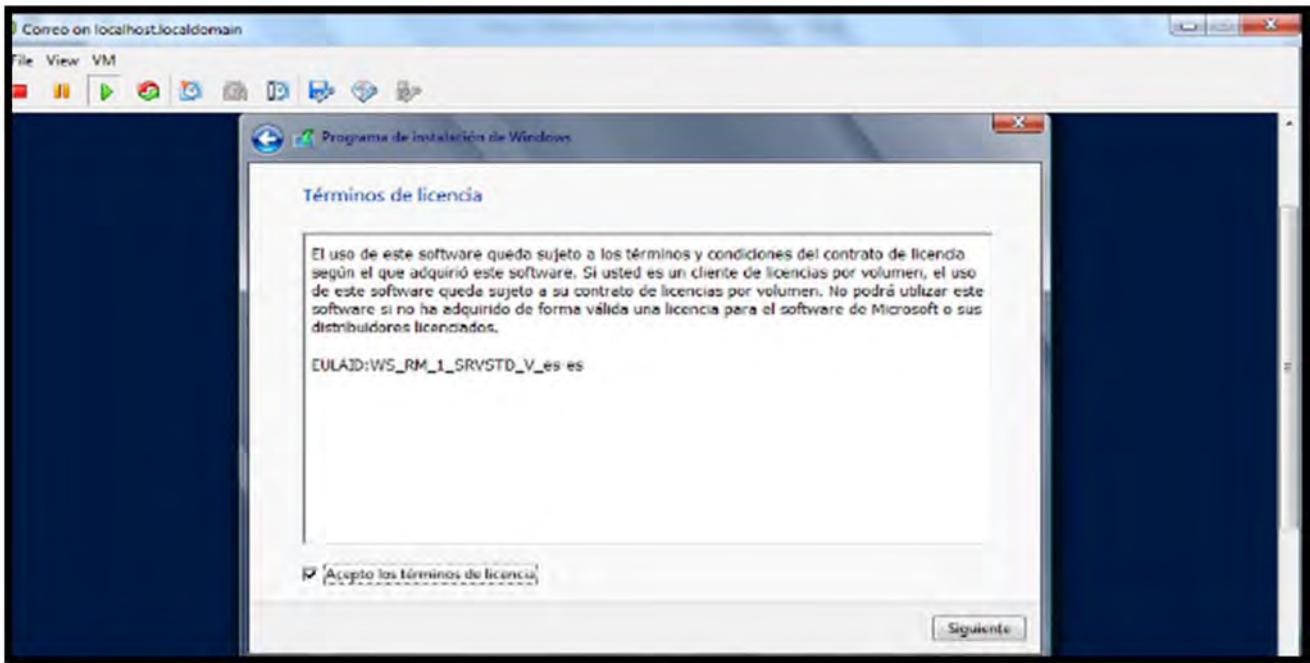 Correo on localhost.localdomain
File View VM
Programa de instalación de Windows
Términos de licencia
El uso de este software queda sujeto a los términos y condiciones del contrato de licencia
según el que adquirió este software. Si usted es un cliente de licencias por volumen, el uso
de este software queda sujeto a su contrato de licencias por volumen. No podrá utilizar este
software si no ha adquirido de forma válida una licencia para el software de Microsoft o sus
distribuidores licenciados.
EULAID:WS_RM_1_SRVSTD_V_es-es
Acepto los términos de licencia
Siguiente